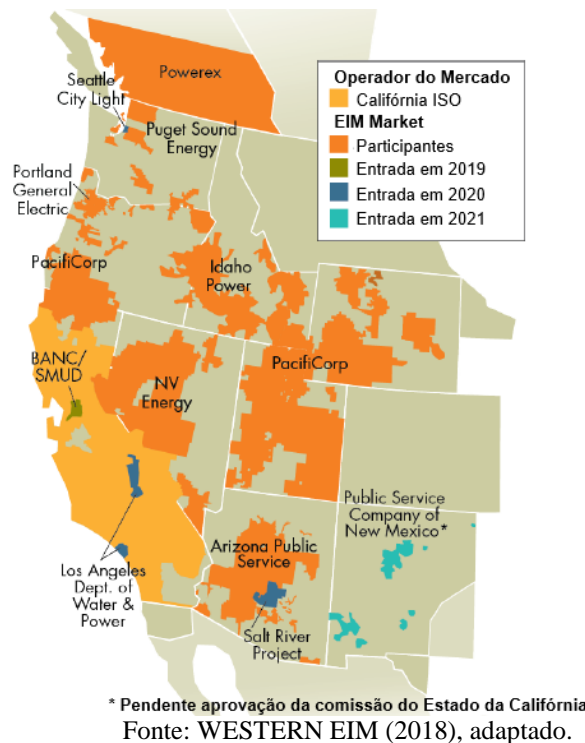 Powerex
Seattle
City Light
Puget Sound
Energy
Portland
General
Electric
PacifiCorp
Idaho
Power
BANC/
SMUD
NV
Energy
PacifiCorp
Los Angeles
Dept. of
Water &
Power
Arizona Public
Service
Salt River
Project
Public Service
Company of
New Mexico*
Operador do Mercado
Califórnia ISO
EIM Market
Participantes
Entrada em 2019
Entrada em 2020
Entrada em 2021
* Pendente aprovação da comissão do Estado da Califórnia
Fonte: WESTERN EIM (2018), adaptado.